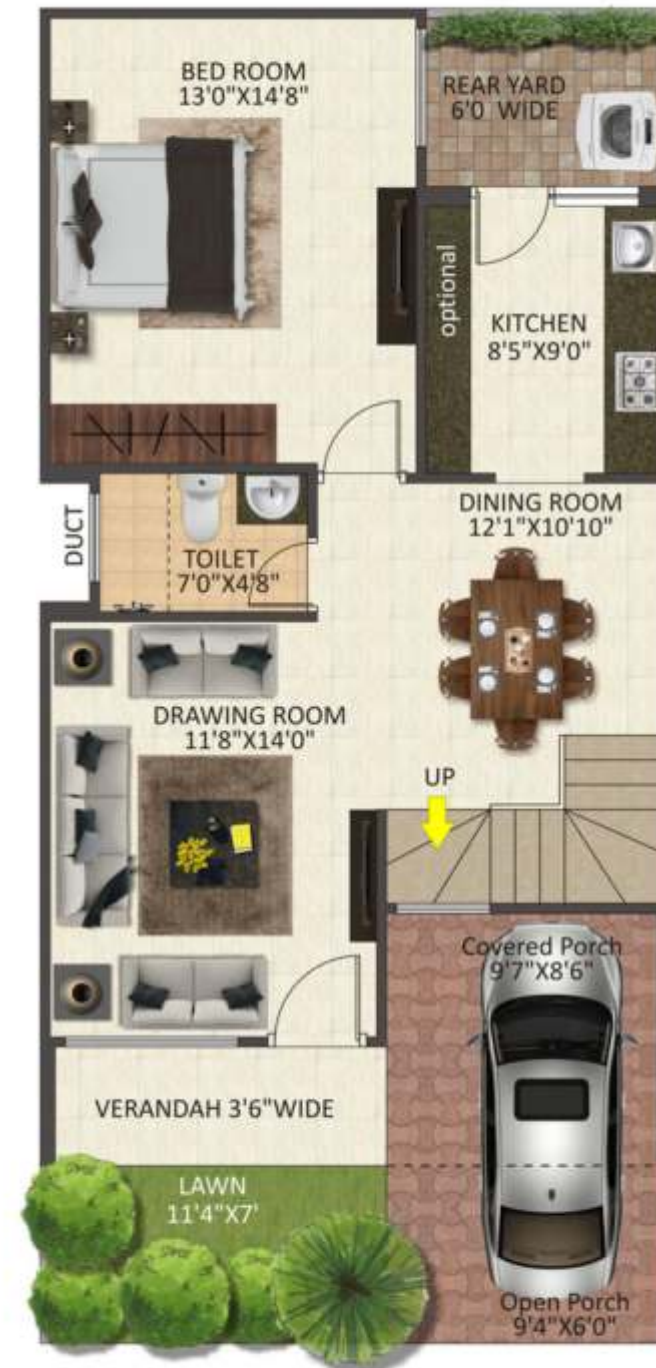 BED ROOM
13'0"X14'8"
REAR YARD
6'0 WIDE
optional
KITCHEN
8'5"X9'0"
DINING ROOM
12'1"X10'10"
DUCT
TOILET
7'0"X4'8"
DRAWING ROOM
11'8"X14'0"
UP
Covered Porch
9'7"X8'6"
VERANDAH 3'6"WIDE
LAWN
11'4"X7'
Open Porch
9'4"X6'0"